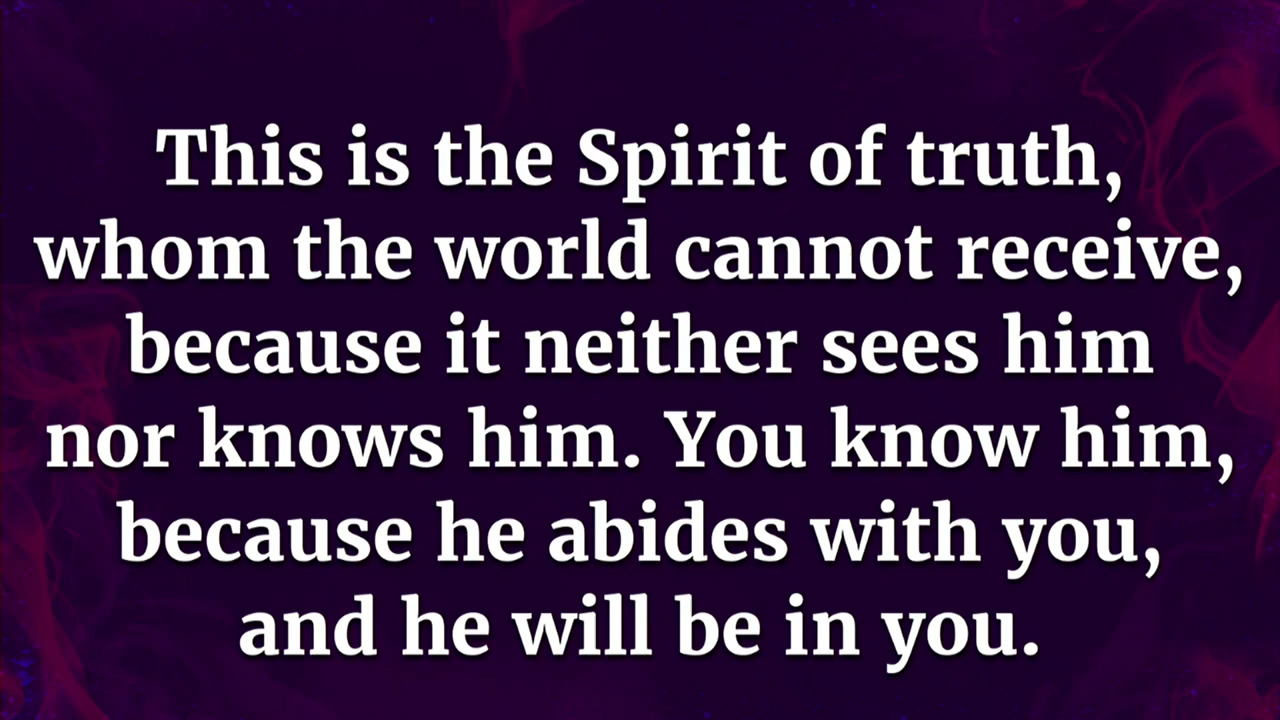 This is the Spirit of truth,
whom the world cannot receive,
because it neither sees him
nor knows him. You know him,
because he abides with you,
and he will be in you.